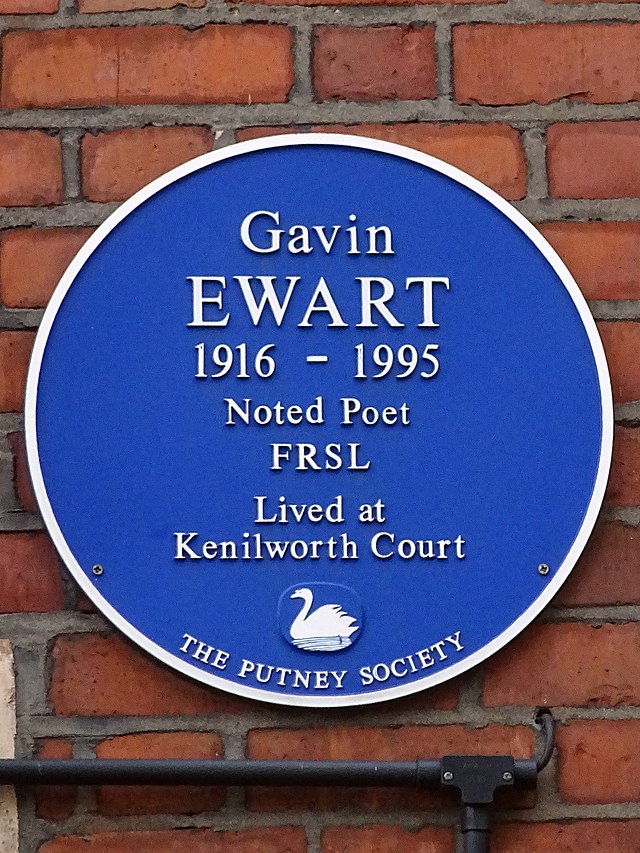 Gavin
EWART
1916 - 1995
Noted Poet
FRSL
Lived at
Kenilworth Court
THE PUTNEY SOCIETY